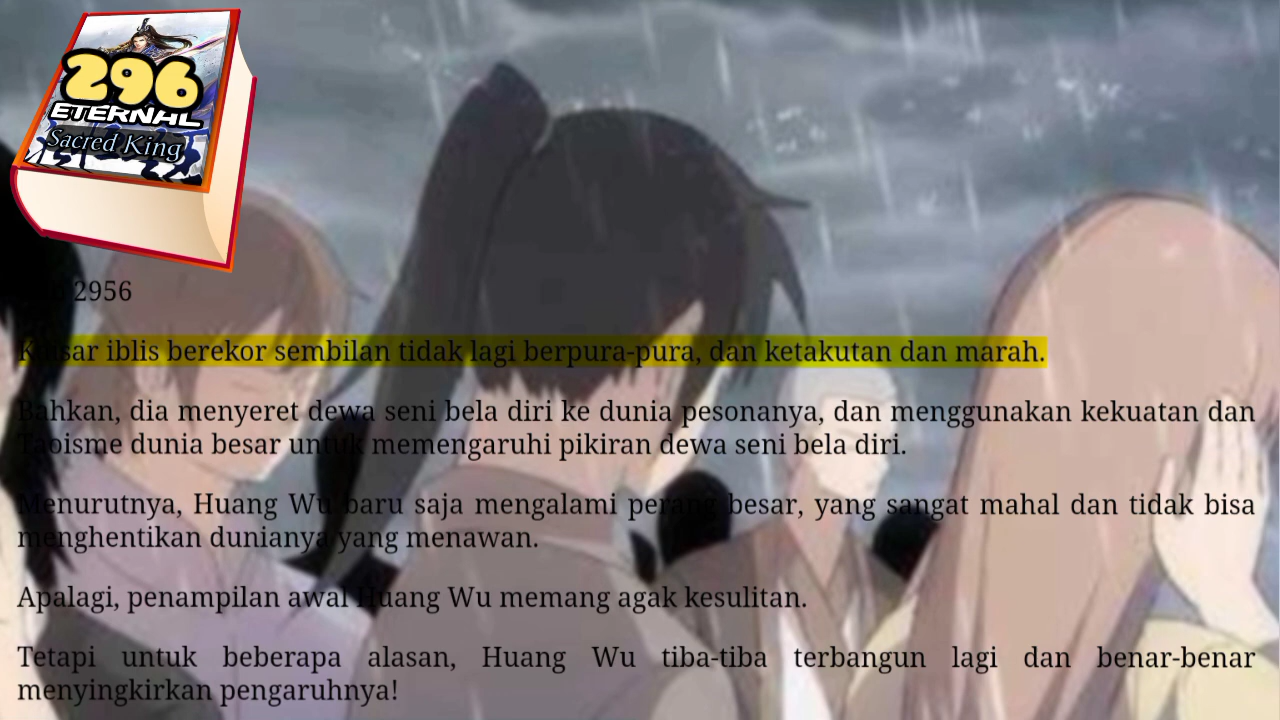 296
ETERNAL
Sacred King
2956
Kaisar iblis berekor sembilan tidak lagi berpura-pura, dan ketakutan dan marah.
Bahkan, dia menyeret dewa seni bela diri ke dunia pesonanya, dan menggunakan kekuatan dan
Taoisme dunia besar untuk memengaruhi pikiran dewa seni bela diri.
Menurutnya, Huang Wu baru saja mengalami perang besar, yang sangat mahal dan tidak bisa
menghentikan dunianya yang menawan.
Apalagi, penampilan awal Huang Wu memang agak kesulitan.
Tetapi untuk beberapa alasan, Huang Wu tiba-tiba terbangun lagi dan benar-benar
menyingkirkan pengaruhnya!